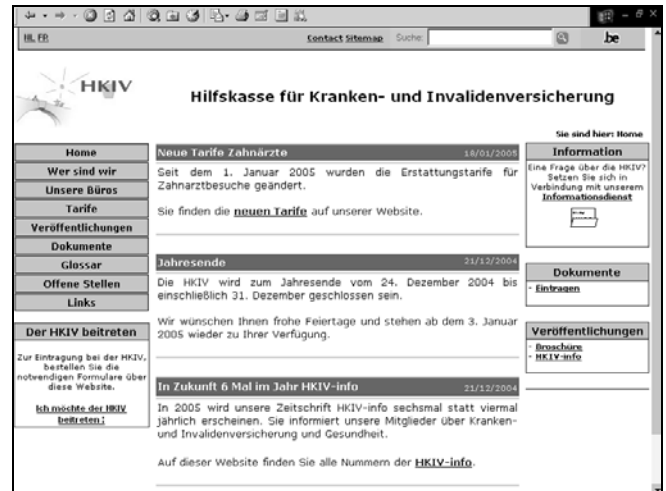 NL FR
Contact Sitemap Suche:
.be
HKIV
Hilfskasse für Kranken- und Invalidenversicherung
Sie sind hier: Home
Home
Wer sind wir
Unsere Büros
Tarife
Veröffentlichungen
Dokumente
Glossar
Offene Stellen
Links
Der HKIV beitreten
Zur Eintragung bei der HKIV,
bestellen Sie die
notwendigen Formulare über
diese Website.
Ich möchte der HKIV
beitreten !
Neue Tarife Zahnärzte 18/01/2005
Seit dem 1. Januar 2005 wurden die Erstattungstarife für
Zahnarztbesuche geändert.
Sie finden die neuen Tarife auf unserer Website.
Jahresende 21/12/2004
Die HKIV wird zum Jahresende vom 24. Dezember 2004 bis
einschließlich 31. Dezember geschlossen sein.
Wir wünschen Ihnen frohe Feiertage und stehen ab dem 3. Januar
2005 wieder zu Ihrer Verfügung.
In Zukunft 6 Mal im Jahr HKIV-info 21/12/2004
In 2005 wird unsere Zeitschrift HKIV-info sechsmal statt viermal
jährlich erscheinen. Sie informiert unsere Mitglieder über Kranken-
und Invalidenversicherung und Gesundheit.
Auf dieser Website finden Sie alle Nummern der HKIV-info.
Information
Eine Frage über die HKIV?
Setzen Sie sich in
Verbindung mit unserem
Informationsdienst
Dokumente
- Eintragen
Veröffentlichungen
- Broschüre
- HKIV-info